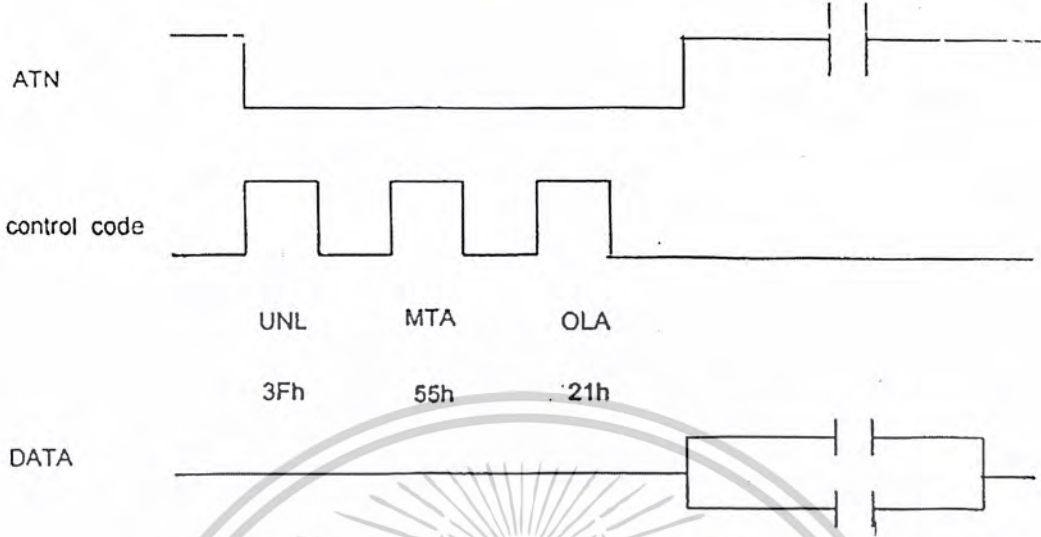 ATN
control code
UNL MTA OLA
3Fh 55h 21h
DATA